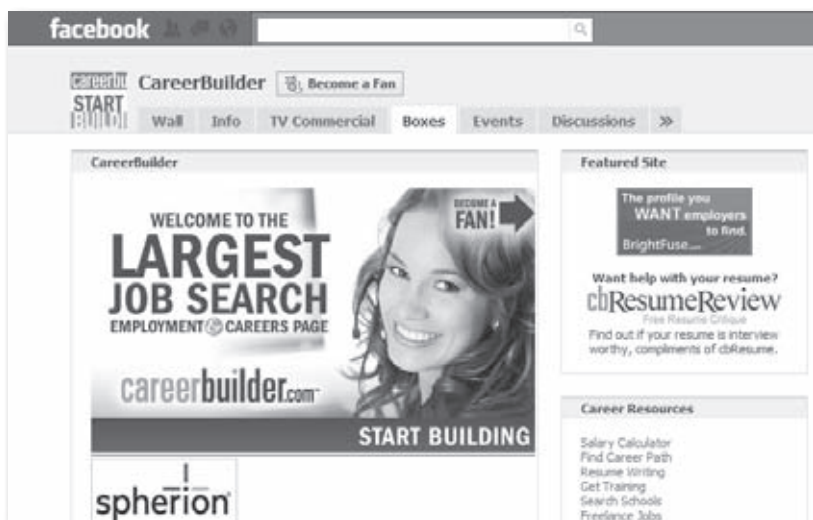 facebook
careerbu
START
BUILD
CareerBuilder
Become a Fan
Wall Info TV Commercial Boxes Events Discussions »
CareerBuilder
WELCOME TO THE
LARGEST
JOB SEARCH
EMPLOYMENT @ CAREERS PAGE
BECOME A
FAN!
careerbuilder.com™
START BUILDING
spherion
Featured Site
The profile you
WANT employers
to find.
BrightFuse.com
Want help with your resume?
cbResumeReview
Free Resume Critique
Find out if your resume is interview
worthy, compliments of cbResume.
Career Resources
Salary Calculator
Find Career Path
Resume Writing
Get Training
Search Schools
Freelance Jobs